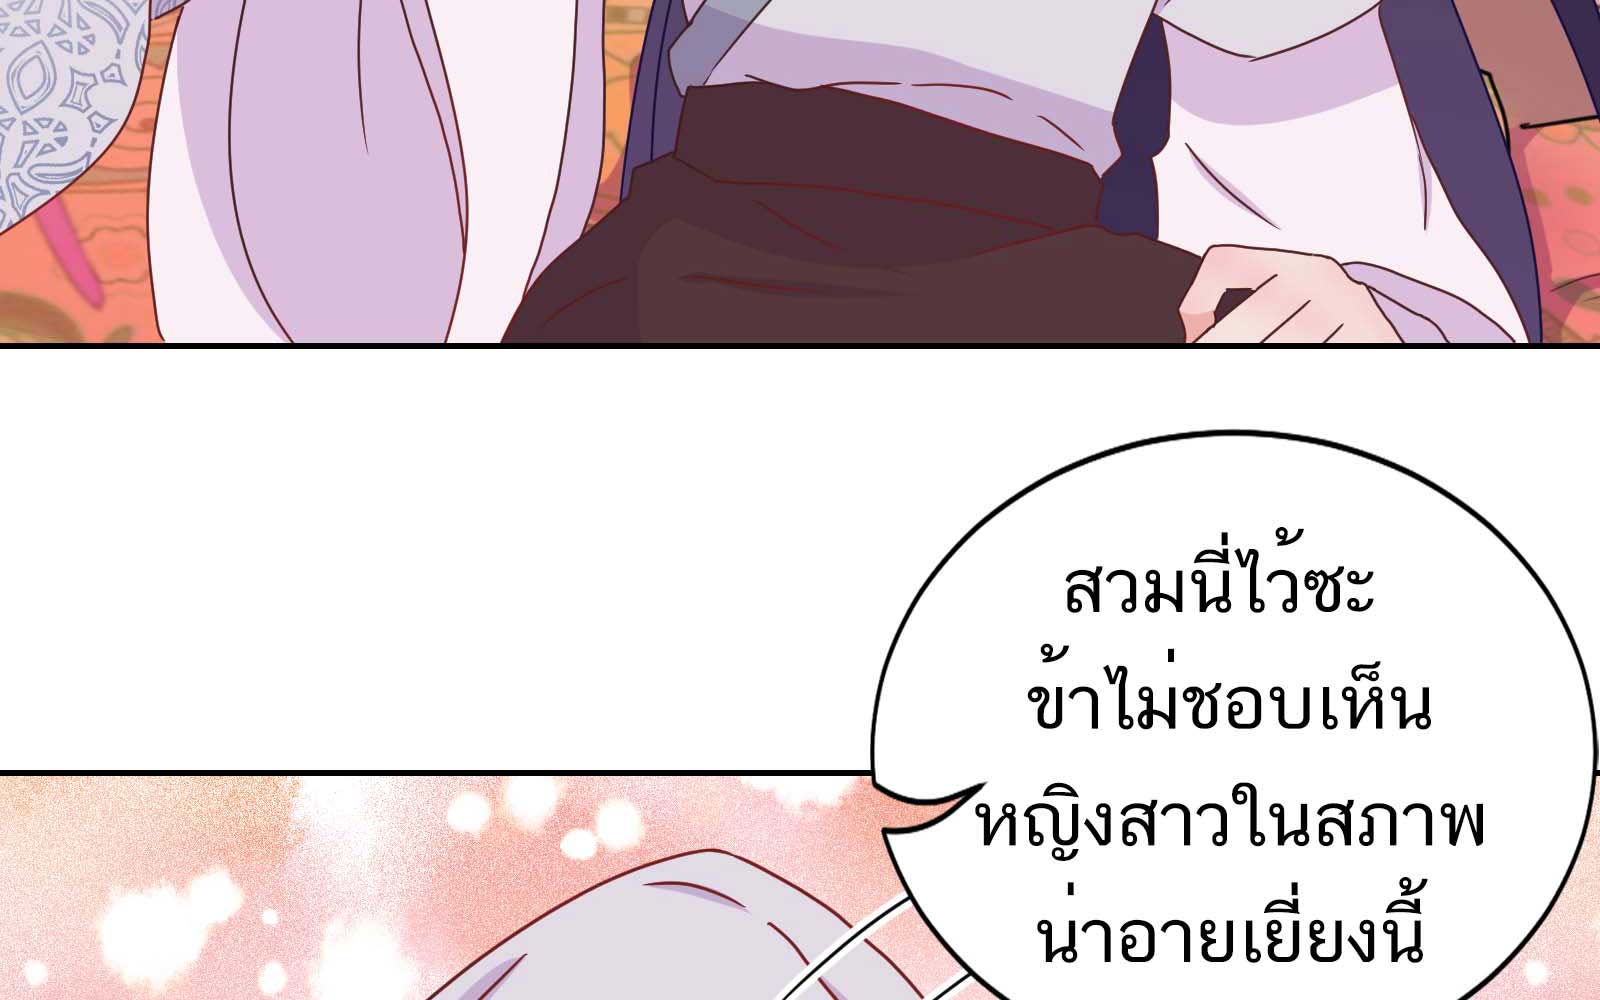 สวมนี่ไว้ซะ
ข้าไม่ชอบเห็น
หญิงสาวในสภาพ
น่าอายเยี่ยงนี้